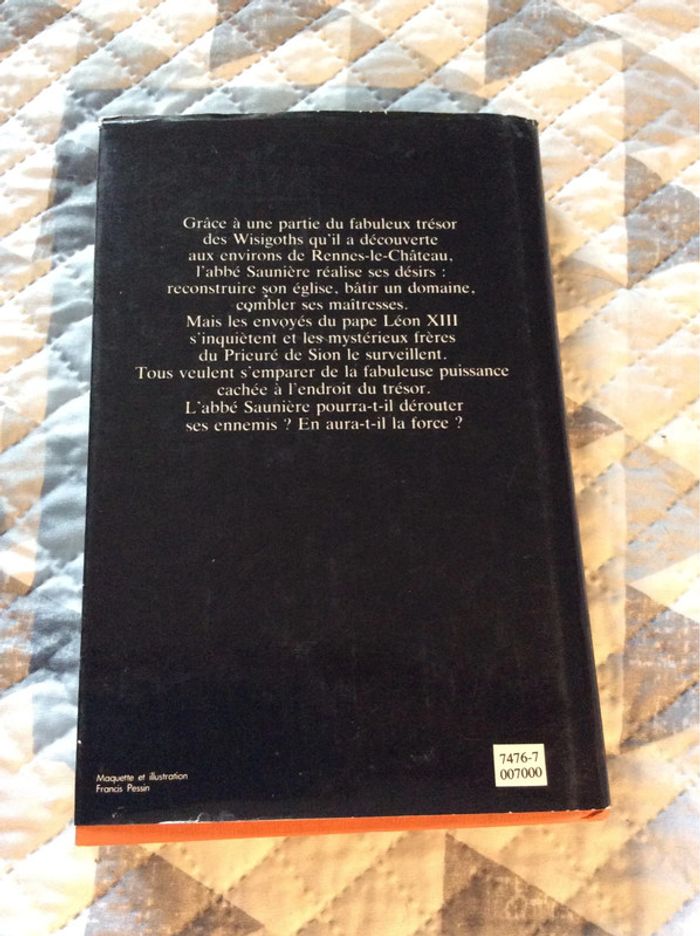 Grâce à une partie du fabuleux trésor
des Wisigoths qu'il a découverte
aux environs de Rennes-le-Château,
l'abbé Saunière réalise ses désirs :
reconstruire son église, bâtir un domaine,
combler ses maîtresses.
Mais les envoyés du pape Léon XIII
s'inquiètent et les mystérieux frères
du Prieuré de Sion le surveillent.
Tous veulent s'emparer de la fabuleuse puissance
cachée à l'endroit du trésor.
L'abbé Saunière pourra-t-il dérouter
ses ennemis ? En aura-t-il la force ?
Maquette et illustration
Francis Pessin
7476-7
007000